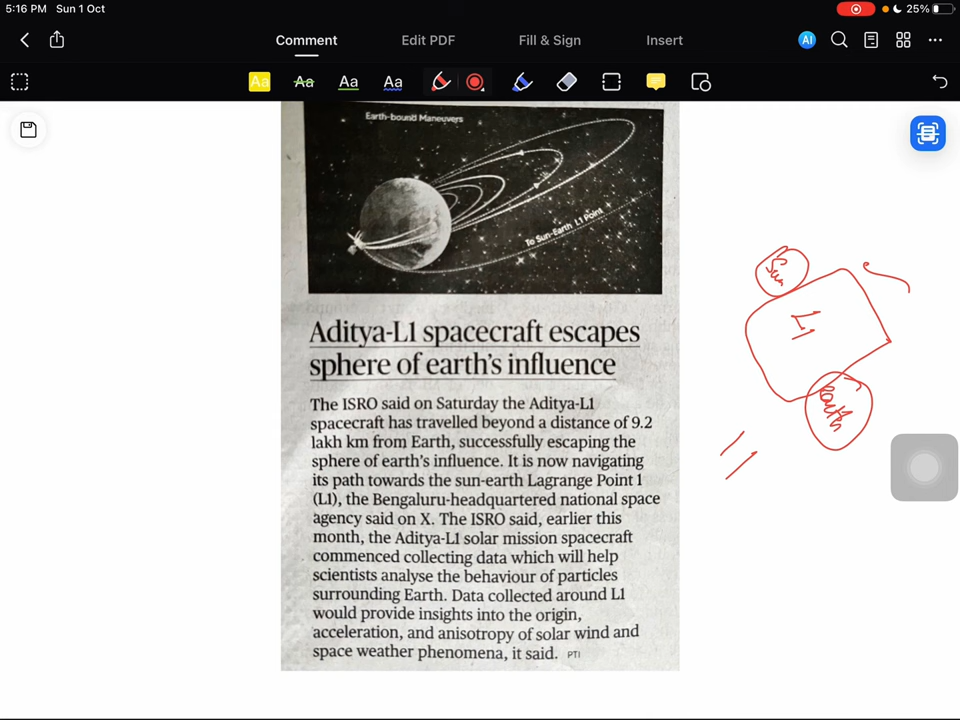 5:16 PM Sun 1 Oct
25%
Comment Edit PDF Fill & Sign Insert
AI
Aa Aa Aa Aa
Earth-bound Maneuvers
To Sun-Earth L1 Point
Sun
L1
earth
Aditya-L1 spacecraft escapes
sphere of earth's influence
The ISRO said on Saturday the Aditya-L1
spacecraft has travelled beyond a distance of 9.2
lakh km from Earth, successfully escaping the
sphere of earth's influence. It is now navigating
its path towards the sun-earth Lagrange Point 1
(L1), the Bengaluru-headquartered national space
agency said on X. The ISRO said, earlier this
month, the Aditya-L1 solar mission spacecraft
commenced collecting data which will help
scientists analyse the behaviour of particles
surrounding Earth. Data collected around L1
would provide insights into the origin,
acceleration, and anisotropy of solar wind and
space weather phenomena, it said. PTI